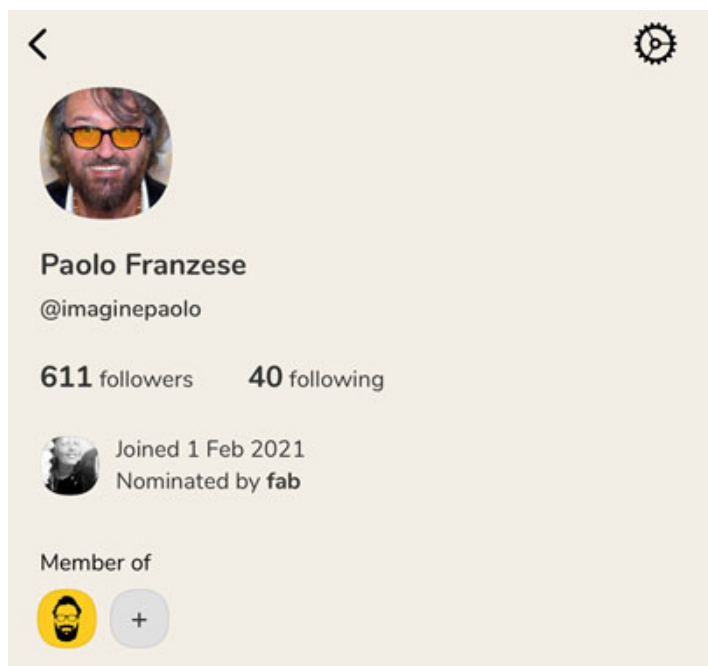 Paolo Franzese
@imaginepaolo
611 followers 40 following
Joined 1 Feb 2021
Nominated by fab
Member of
+